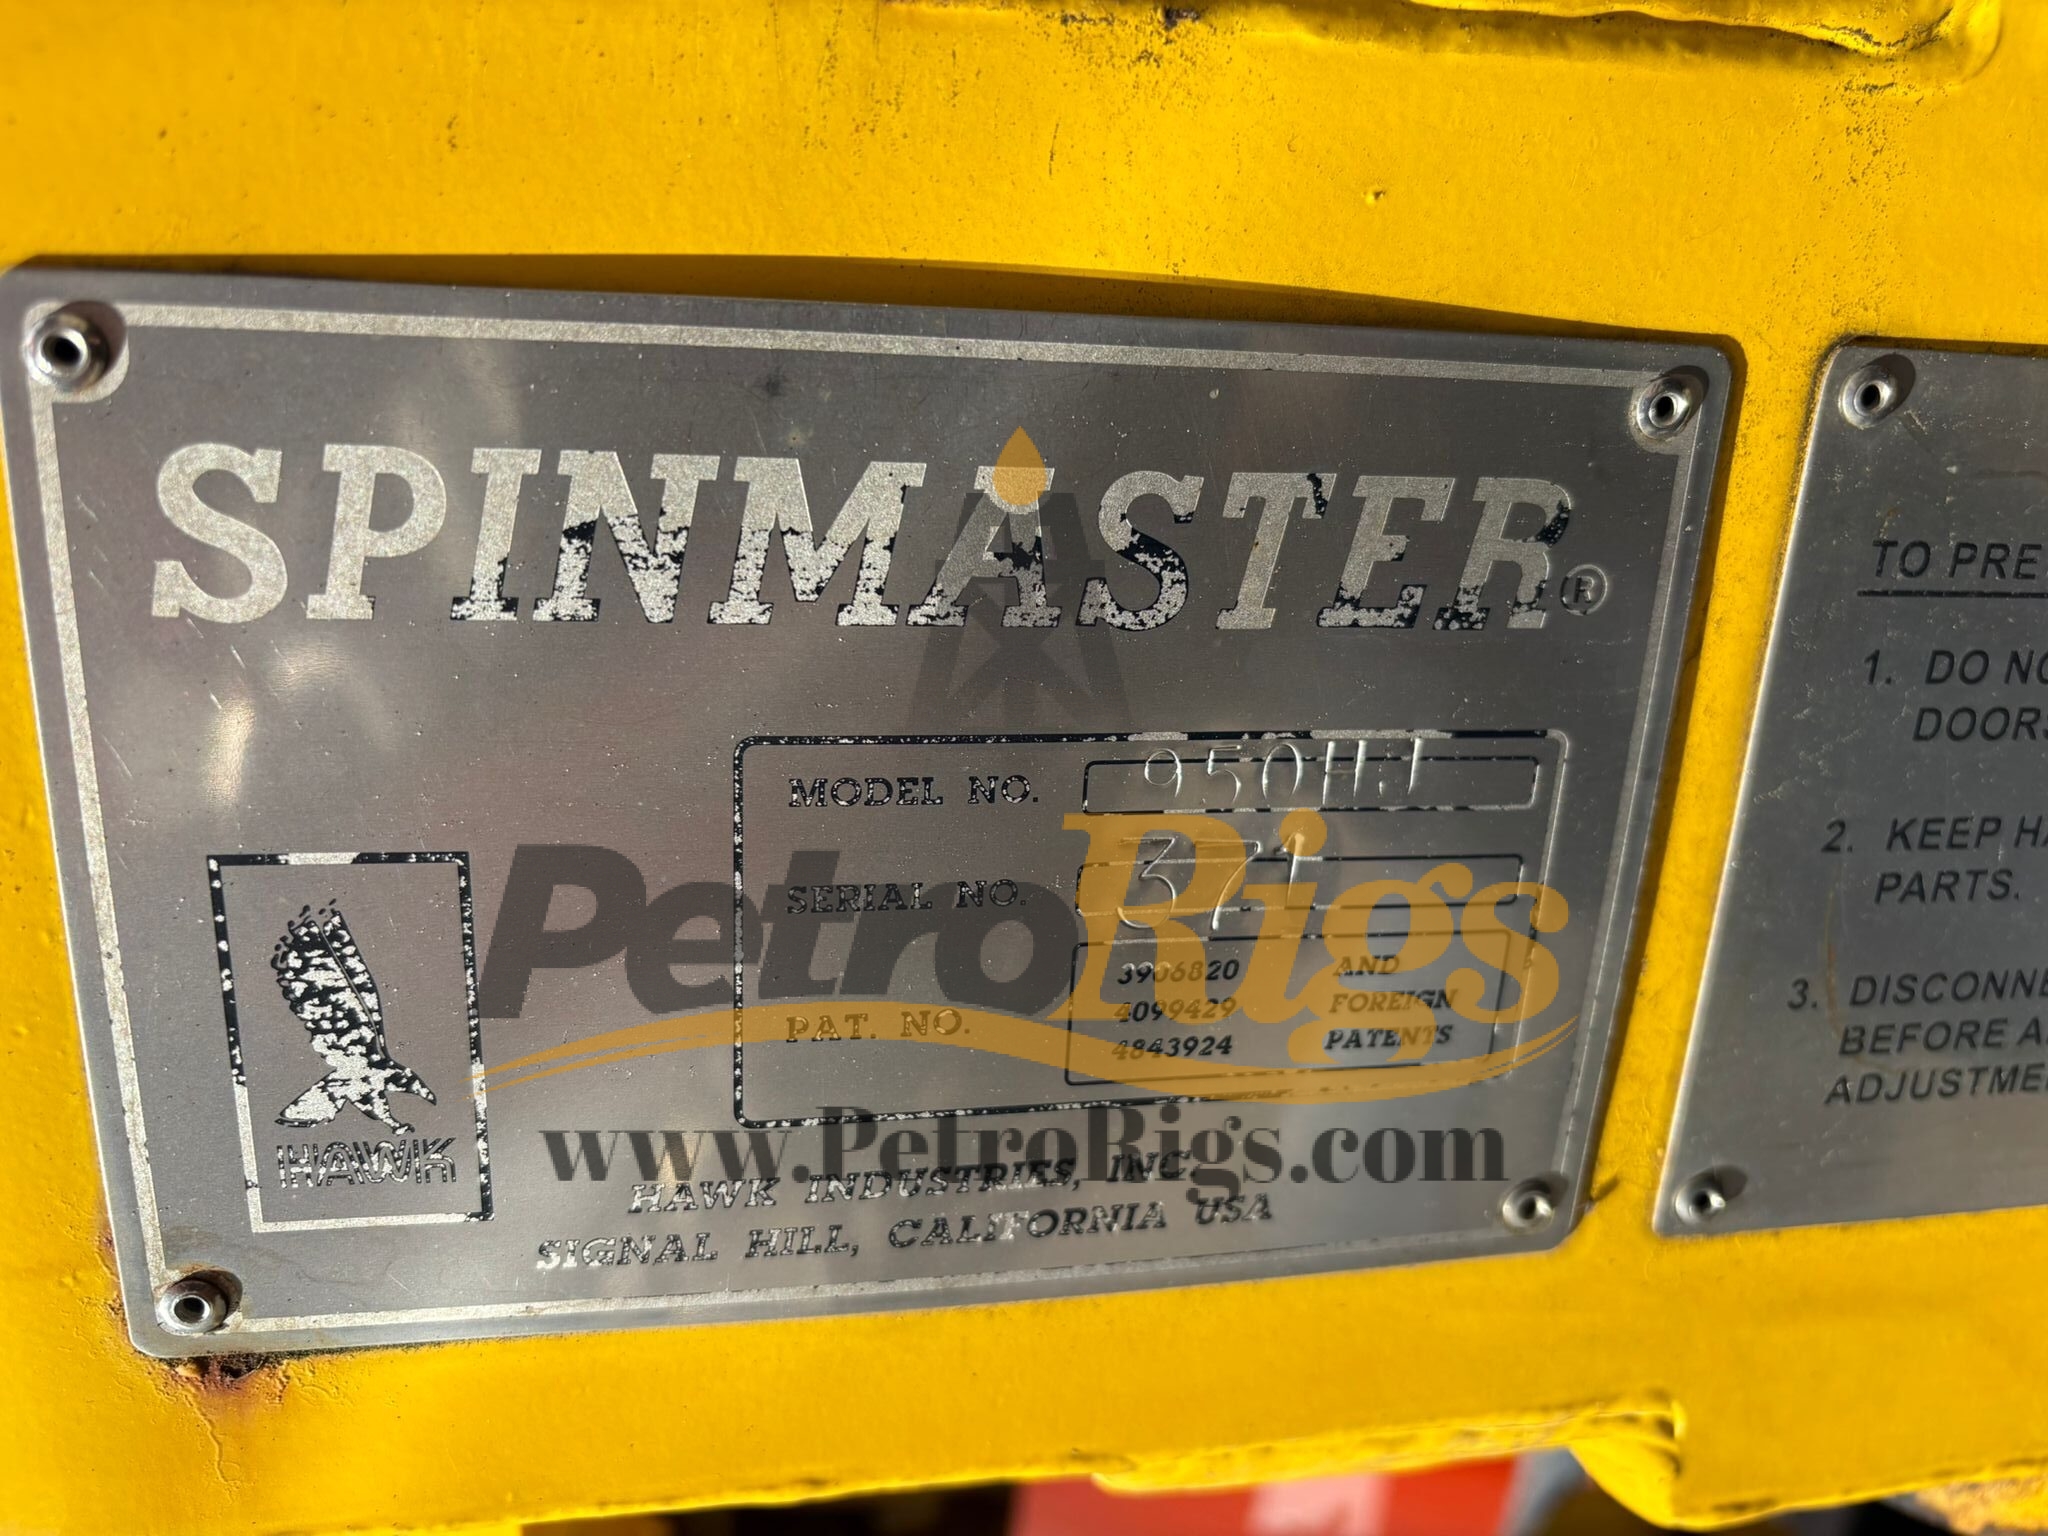 SPINMASTER®
MODEL NO. 950HJ
SERIAL NO. 371
PAT. NO.
3906820 AND
4099429 FOREIGN
4843924 PATENTS
HAWK
HAWK INDUSTRIES, INC
SIGNAL HILL, CALIFORNIA USA
PetroRigs
www.PetroRigs.com
TO PRE
1. DO NO
DOORS
2. KEEP HA
PARTS.
3. DISCONNE
BEFORE A
ADJUSTME